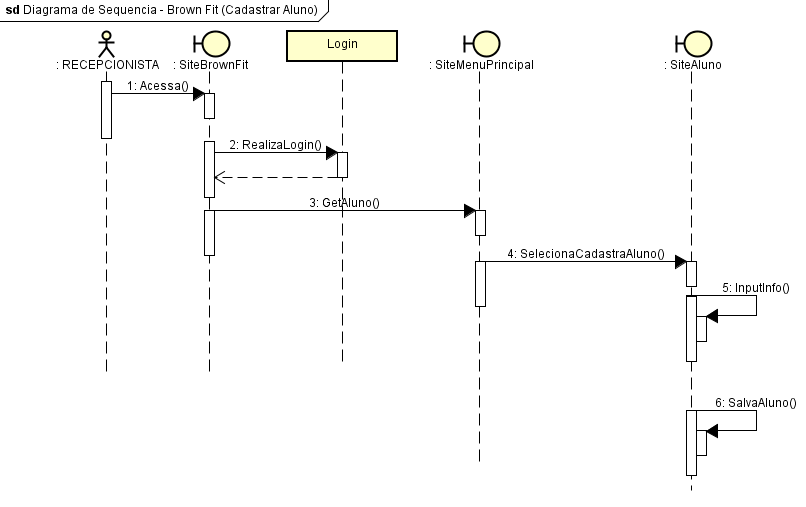 sd Diagrama de Sequencia - Brown Fit (Cadastrar Aluno)
Login
: RECEPCIONISTA
: SiteBrownFit
: SiteMenuPrincipal
: SiteAluno
1: Acessa()
2: RealizaLogin()
3: GetAluno()
4: SelecionaCadastraAluno()
5: InputInfo()
6: SalvaAluno()